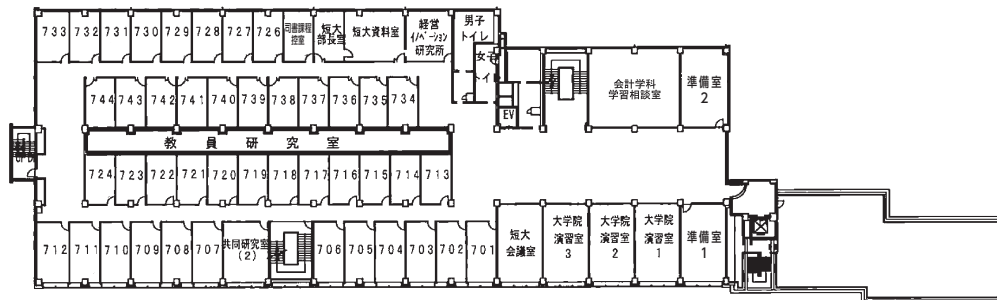 733 732 731 730 729 728 727 726 司書課程 短大 短大資料室 経営 男子
控室 部長室 イノベーション トイレ
研究所
女子
トイレ
744 743 742 741 740 739 738 737 736 735 734
会計学科
学習相談室
準備室
2
EV
教員研究室
724 723 722 721 720 719 718 717 716 715 714 713
712 711 710 709 708 707 共同研究室
(2)
706 705 704 703 702 701
短大
会議室
大学院
演習室
3
大学院
演習室
2
大学院
演習室
1
準備室
1